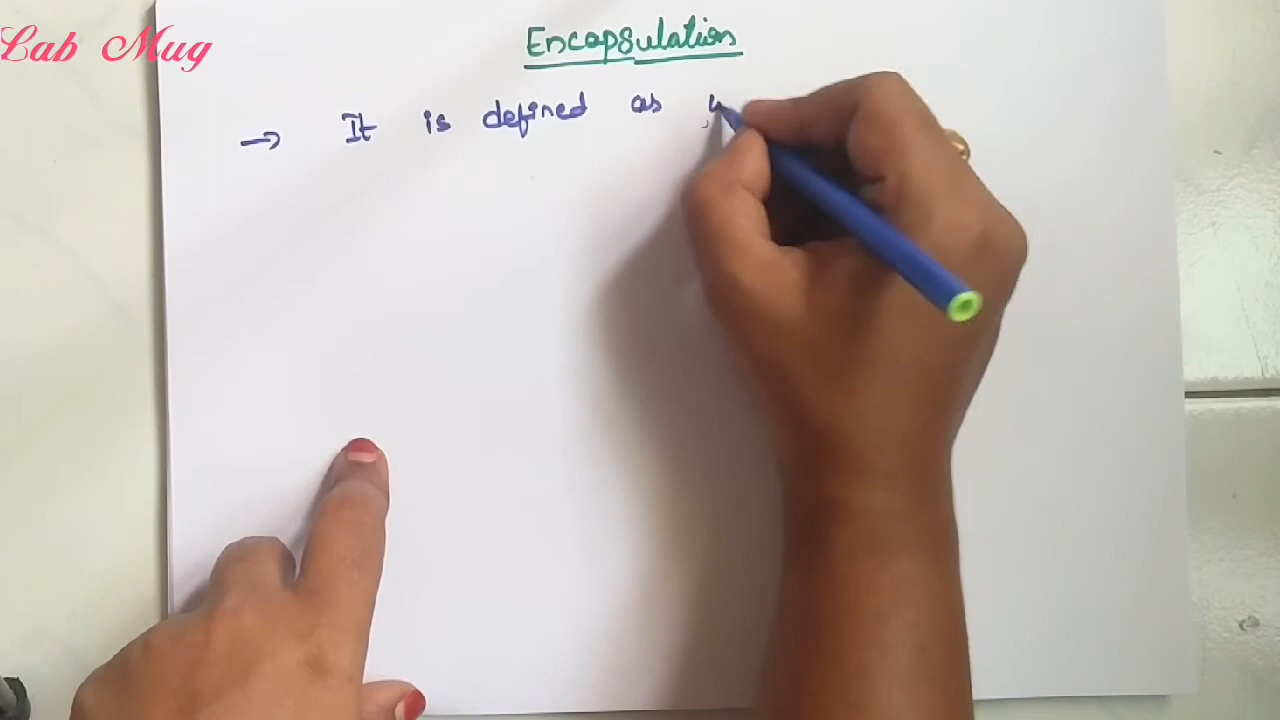 Lab Mug
Encapsulation
→ It is defined as